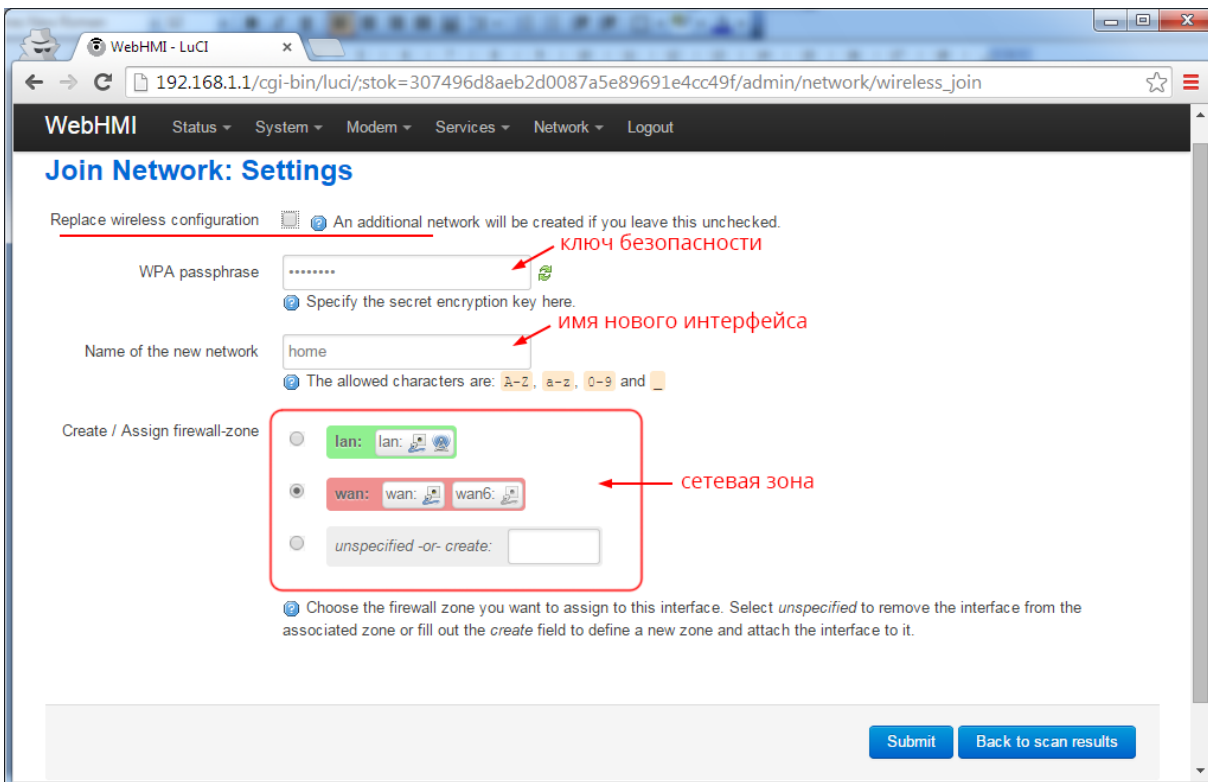 WebHMI - LuCI
192.168.1.1/cgi-bin/luci/;stok=307496d8aeb2d0087a5e89691e4cc49f/admin/network/wireless_join
WebHMI Status System Modem Services Network Logout
Join Network: Settings
Replace wireless configuration An additional network will be created if you leave this unchecked.
ключ безопасности
WPA passphrase ••••••••
Specify the secret encryption key here.
имя нового интерфейса
Name of the new network home
The allowed characters are: A-Z, a-z, 0-9 and _
Create / Assign firewall-zone
lan: lan:
wan: wan: wan6:
сетевая зона
unspecified -or- create:
Choose the firewall zone you want to assign to this interface. Select unspecified to remove the interface from the
associated zone or fill out the create field to define a new zone and attach the interface to it.
Submit Back to scan results